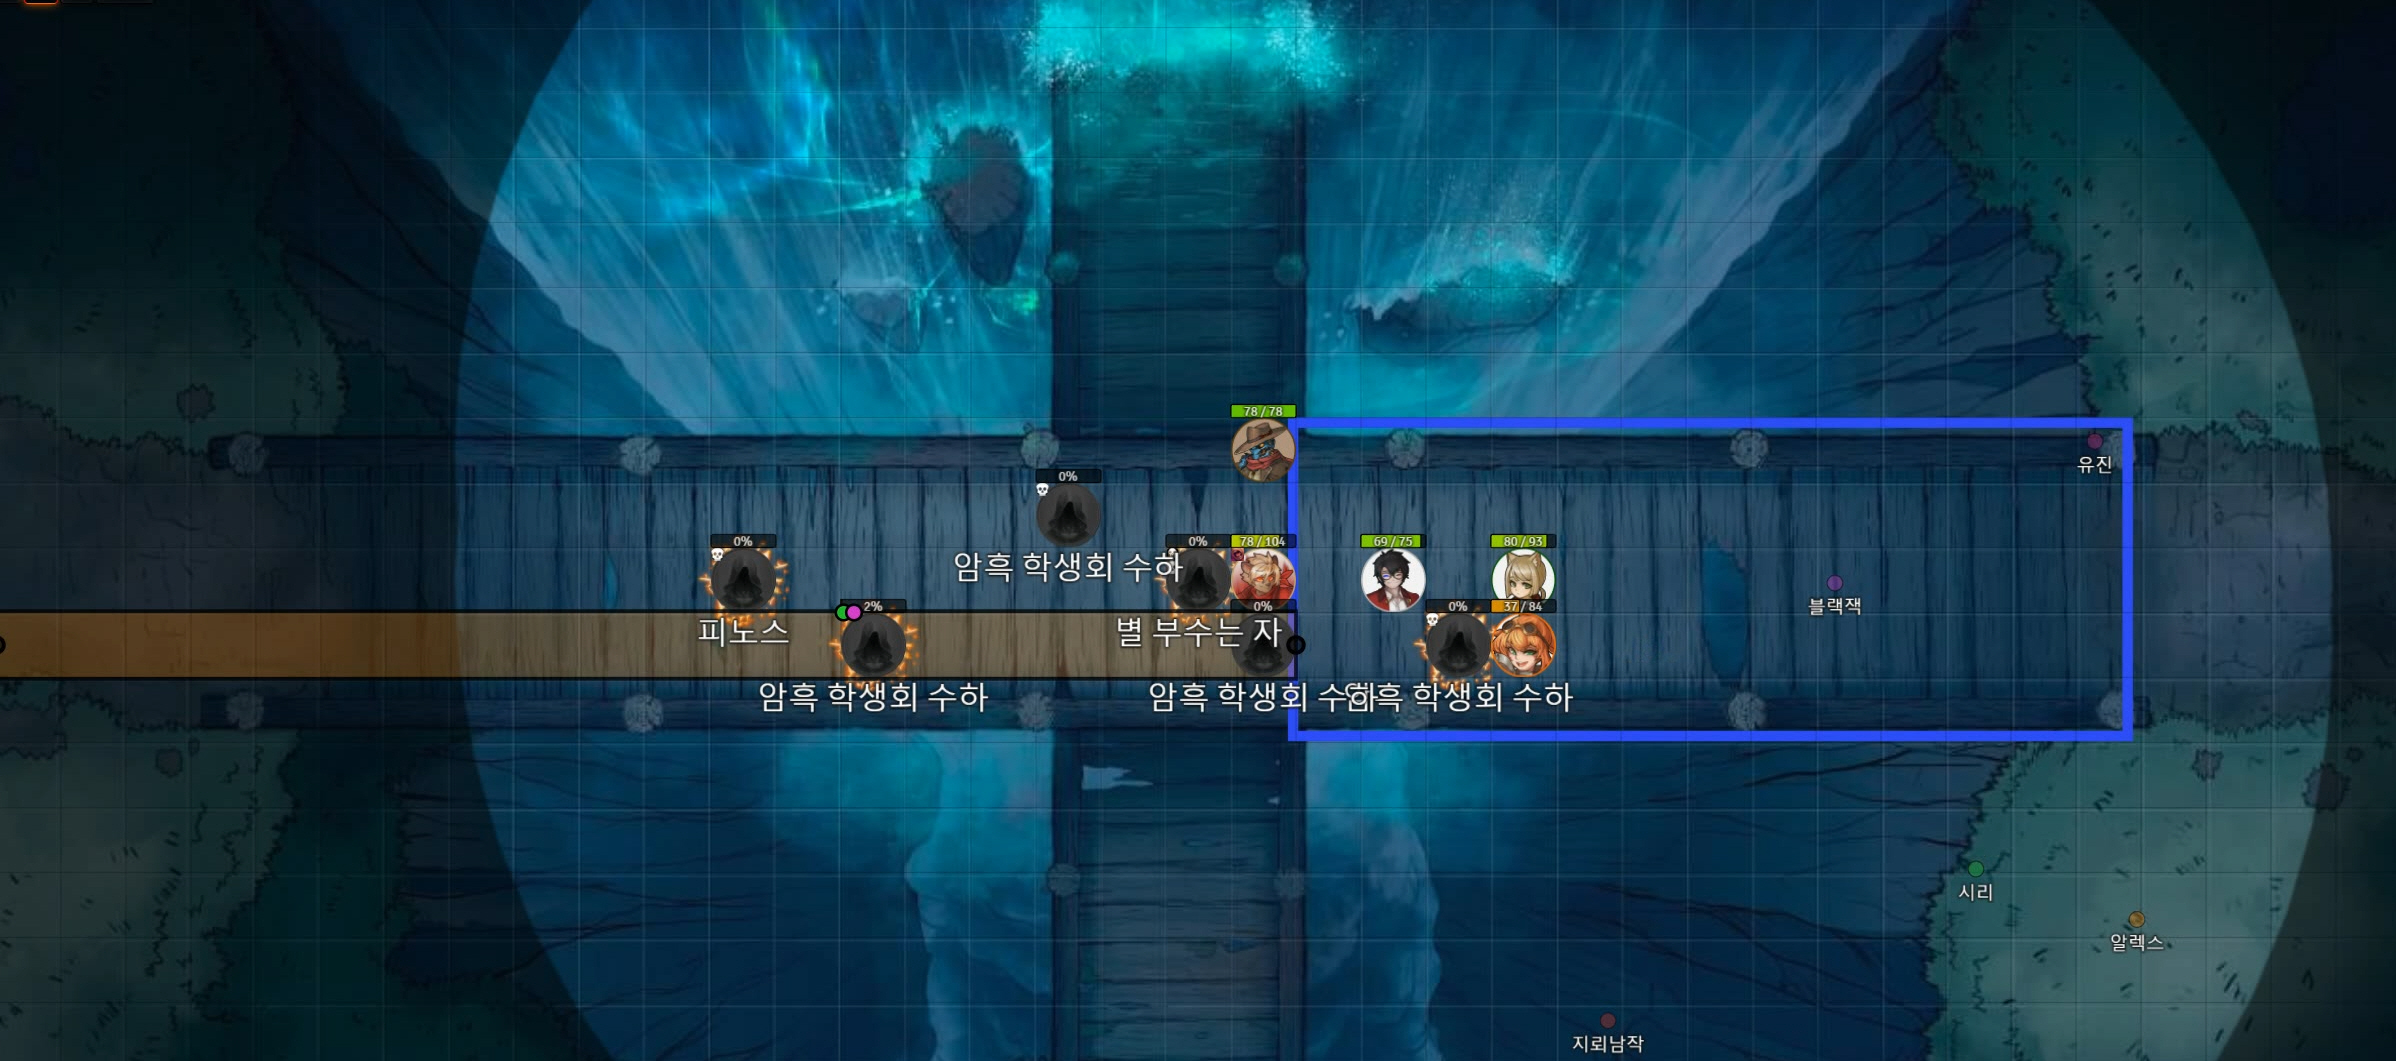 78 / 78
유진
0%
암흑 학생회 수하
0%
피노스
0%
별 부수는 자
78 / 104
69 / 75
80 / 93
블랙잭
2%
암흑 학생회 수하
0%
암흑 학생회 수하
0%
암흑 학생회 수하
37 / 84
시리
알렉스
지뢰남작